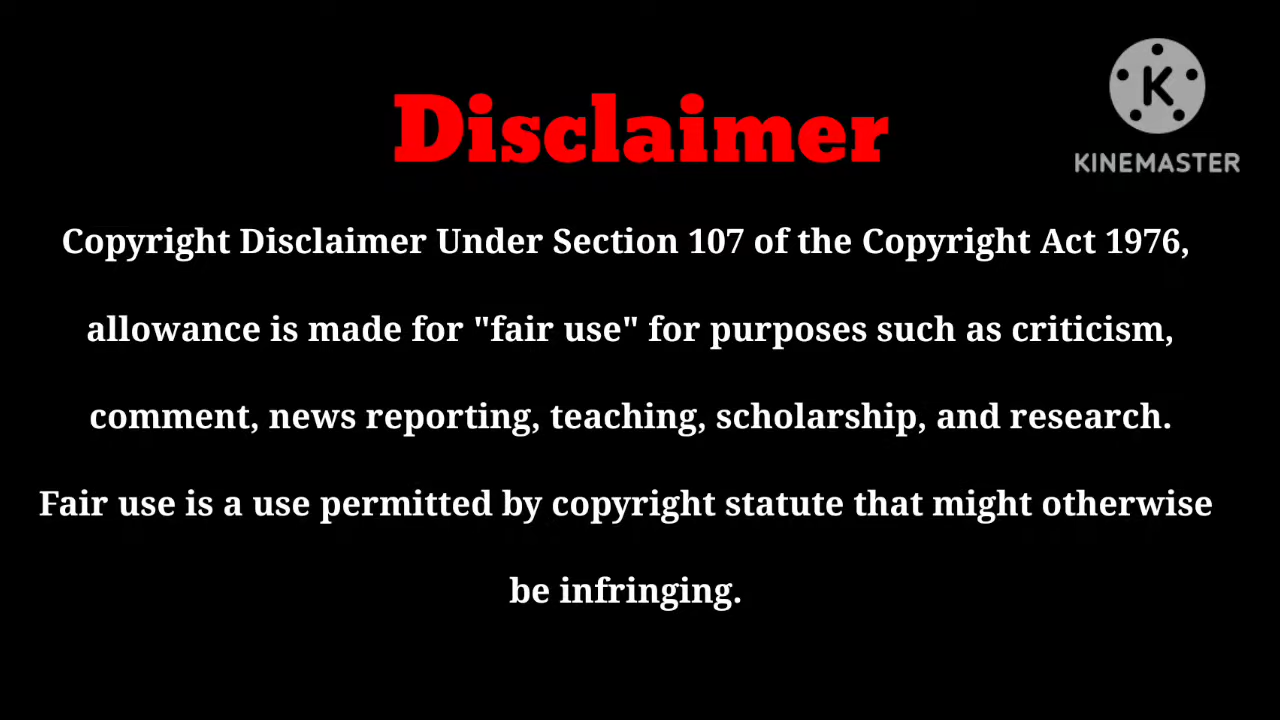 Disclaimer
K
KINEMASTER
Copyright Disclaimer Under Section 107 of the Copyright Act 1976,
allowance is made for "fair use" for purposes such as criticism,
comment, news reporting, teaching, scholarship, and research.
Fair use is a use permitted by copyright statute that might otherwise
be infringing.